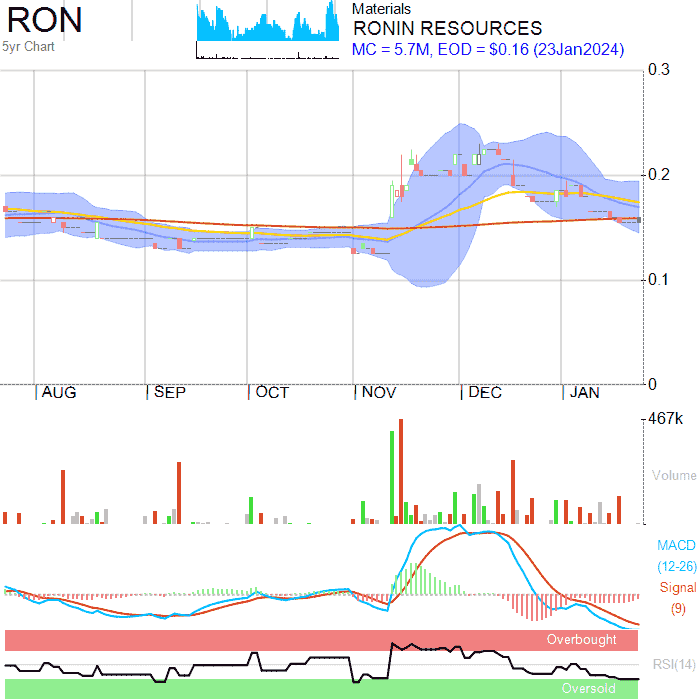 RON
5yr Chart
Materials
RONIN RESOURCES
MC = 5.7M, EOD = $0.16 (23Jan2024)
0.3
0.2
0.1
0
AUG SEP OCT NOV DEC JAN
467k
Volume
MACD
(12-26)
Signal
(9)
Overbought
RSI(14)
Oversold